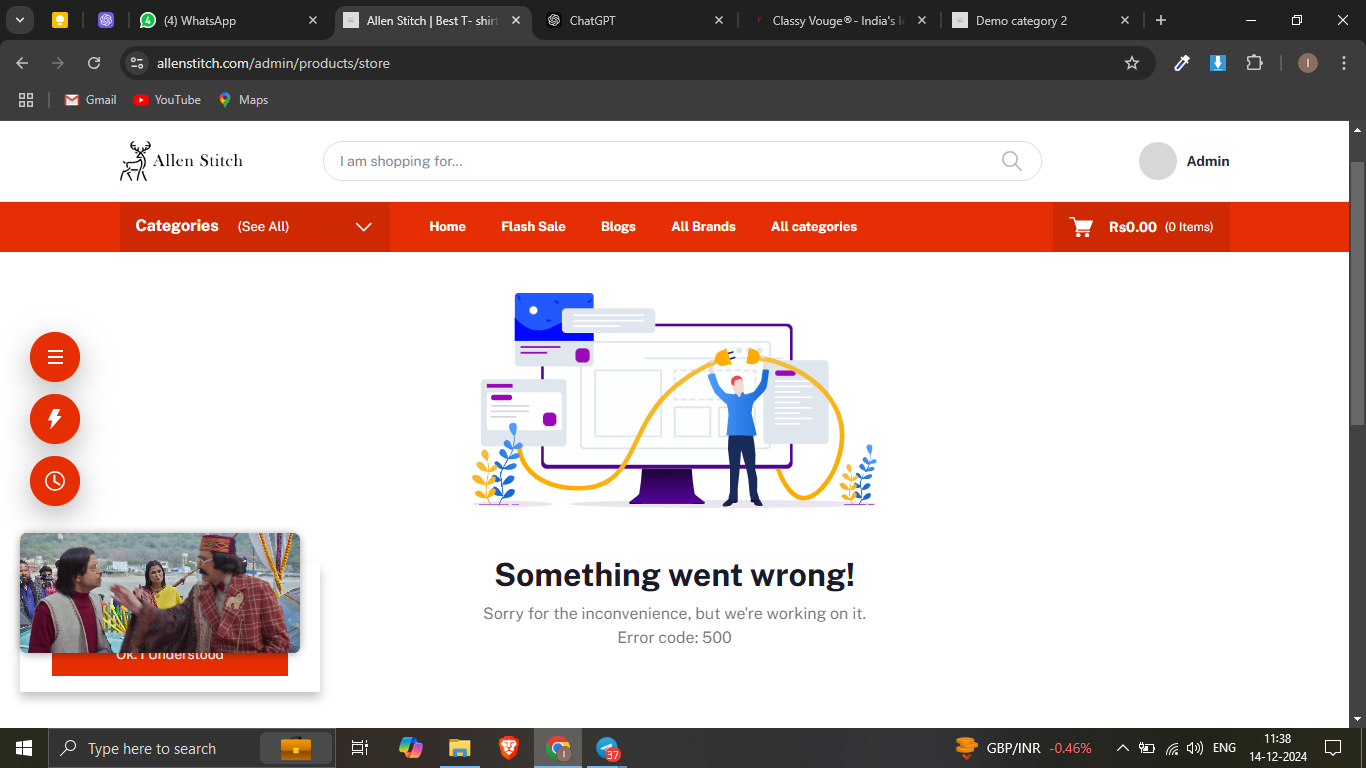 (4) WhatsApp
Allen Stitch | Best T- shirt
ChatGPT
Classy Vouge®- India's le
Demo category 2
allenstitch.com/admin/products/store
Gmail
YouTube
Maps
Allen Stitch
I am shopping for...
Admin
Categories (See All)
Home
Flash Sale
Blogs
All Brands
All categories
Rs0.00 (0 Items)
Something went wrong!
Sorry for the inconvenience, but we're working on it.
Error code: 500
Ok. I Understood
Type here to search
37
GBP/INR -0.46%
ENG
11:38
14-12-2024